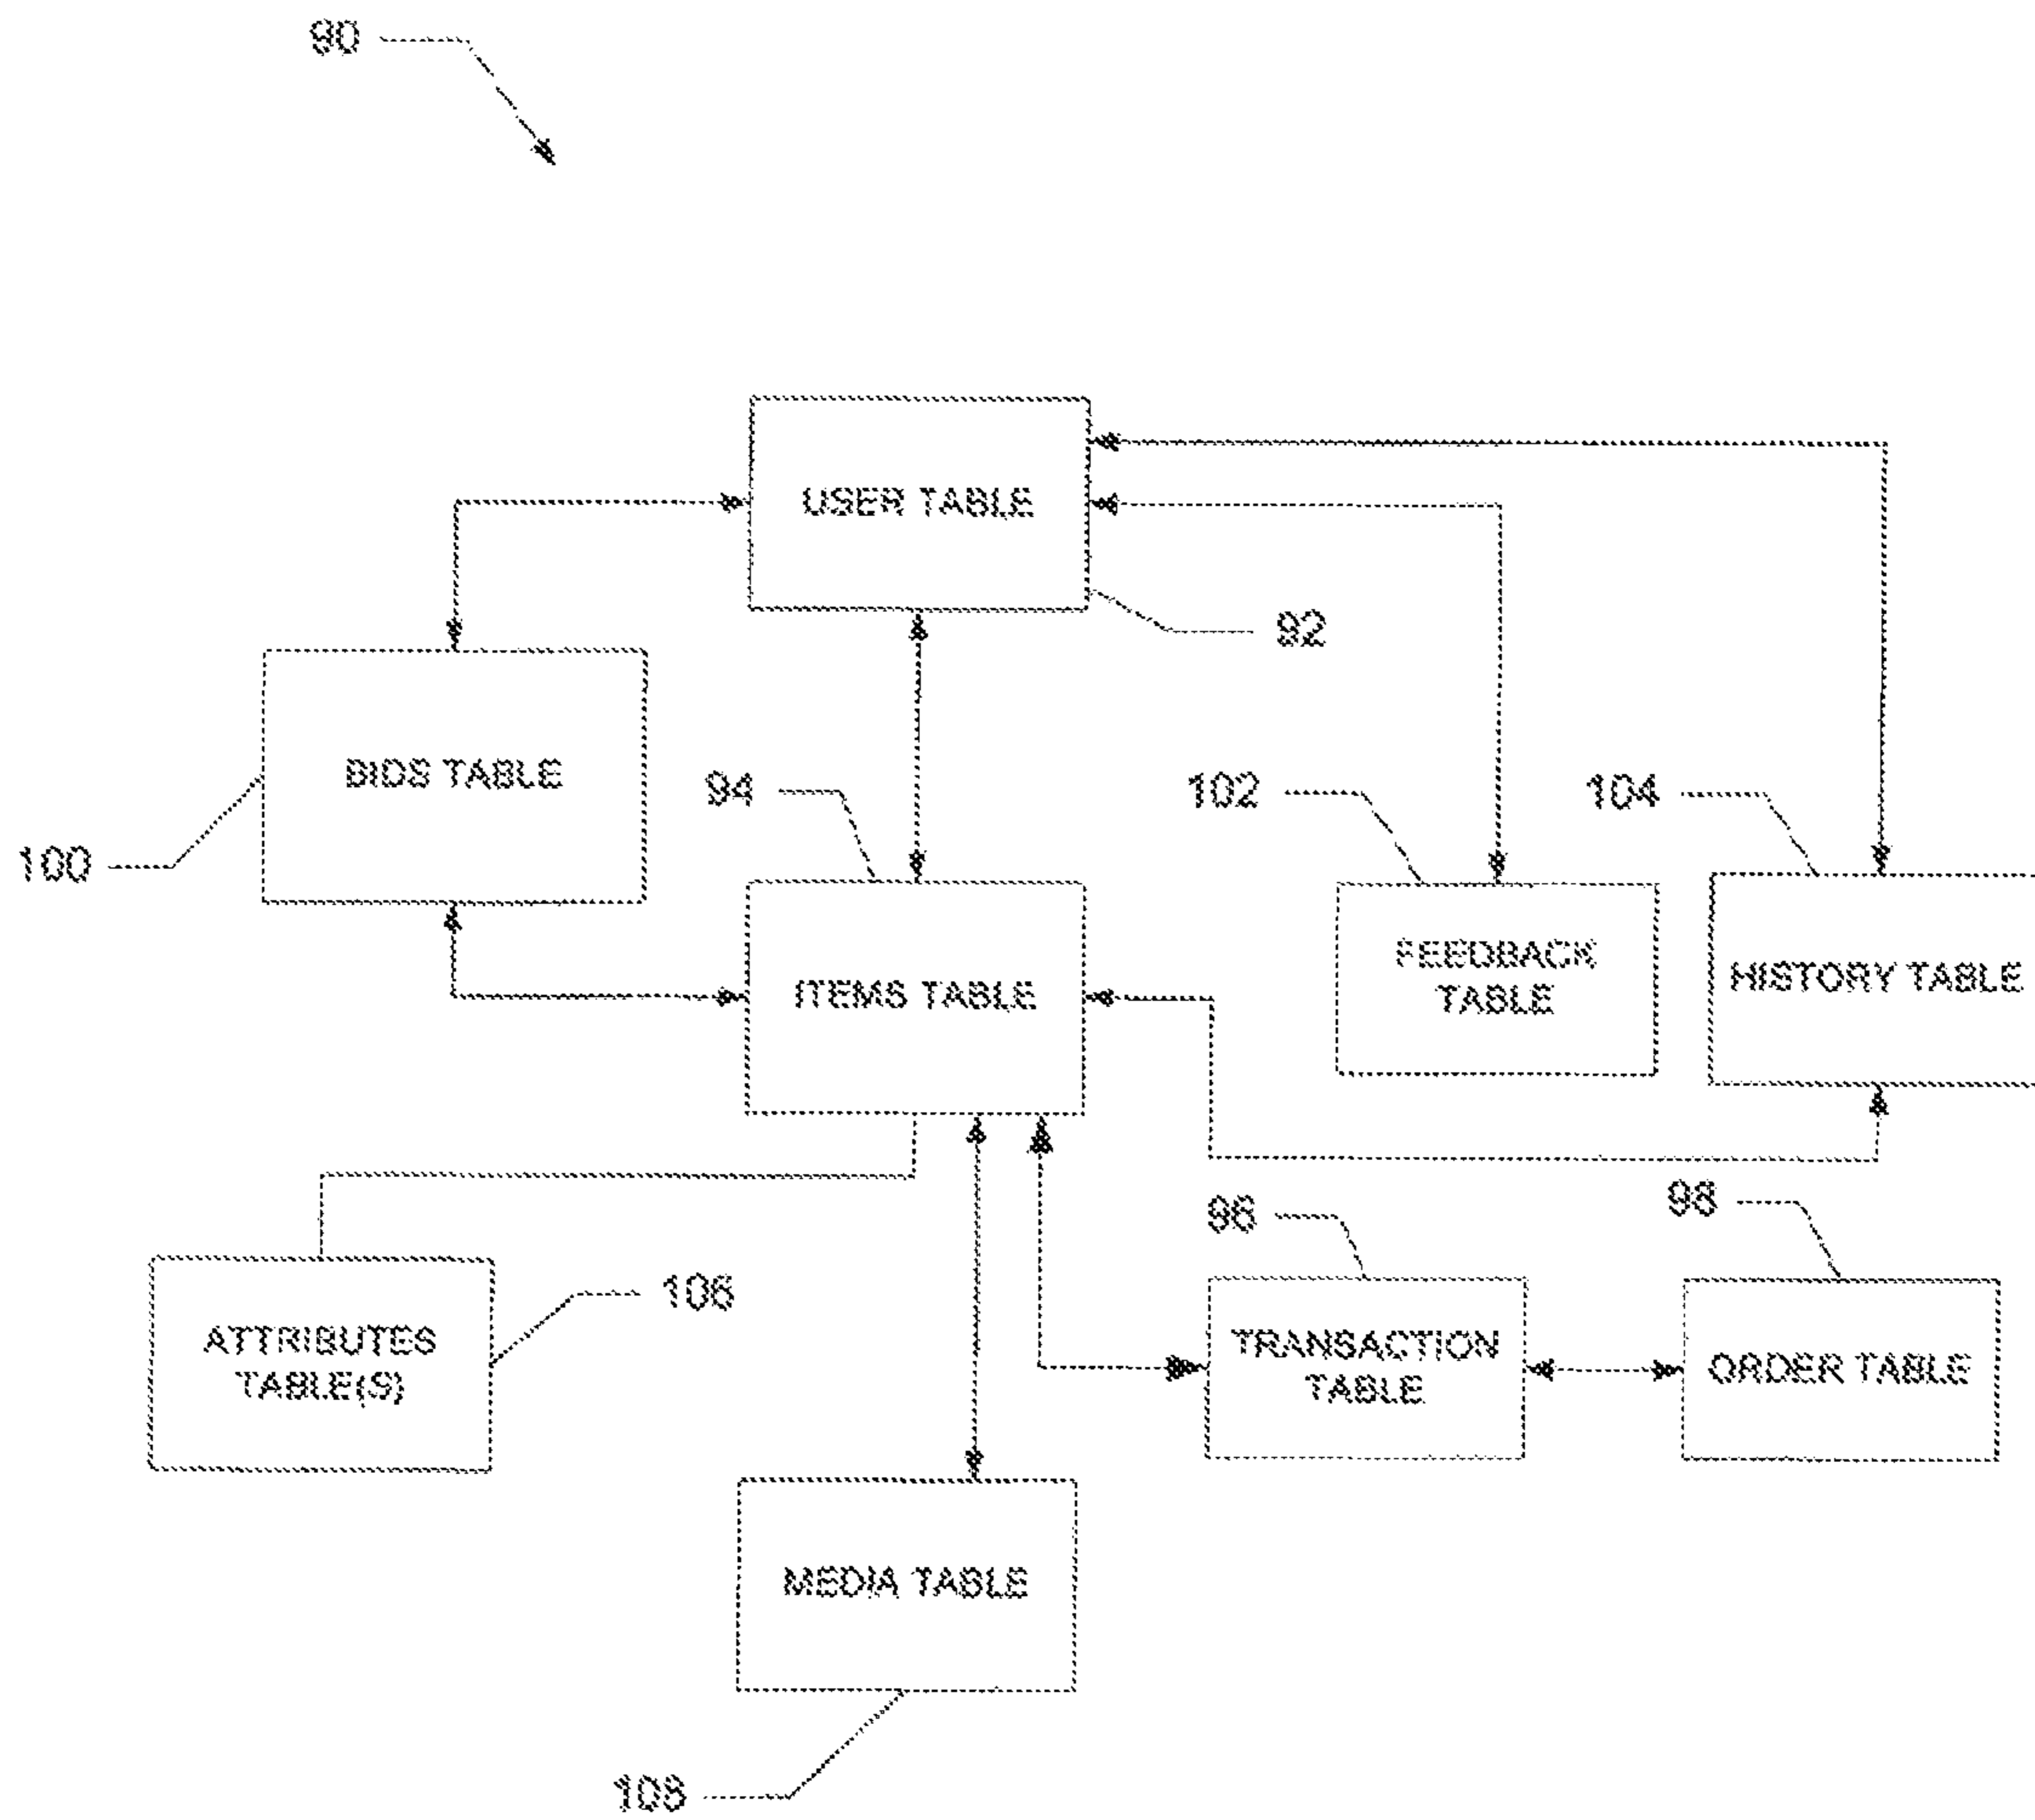 90
USER TABLE
92
BIDS TABLE
94
102
104
100
FEEDBACK
TABLE
HISTORY TABLE
ITEMS TABLE
96
98
106
ATTRIBUTES
TABLE(S)
TRANSACTION
TABLE
ORDER TABLE
MEDIA TABLE
108